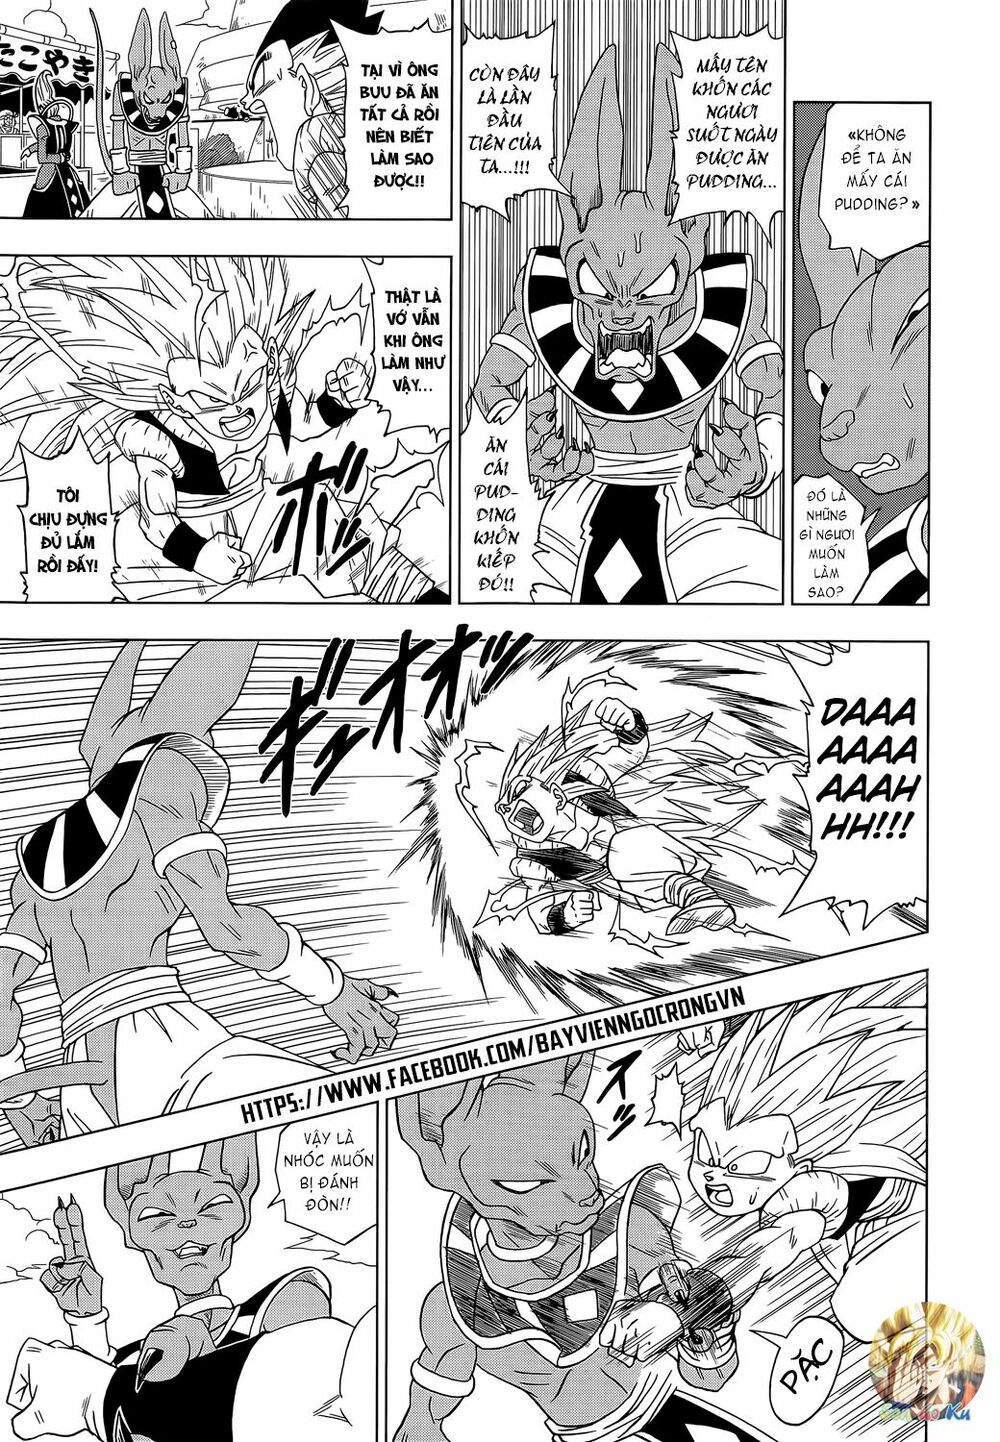 «KHÔNG
ĐỂ TA ĂN
MẤY CÁI
PUDDING?»
ĐÓ LÀ
NHỮNG
GÌ NGƯƠI
MUỐN
LÀM
SAO?
MẤY TÊN
KHỐN CÁC
NGƯƠI
SUỐT NGÀY
ĐƯỢC ĂN
PUDDING...
CÒN ĐÂY
LÀ LẦN
ĐẦU
TIÊN CỦA
TA...!!!
ĂN
CÁI
PUD-
DING
KHỐN
KIẾP
ĐÓ!!
TẠI VÌ ÔNG
BUU ĐÃ ĂN
TẤT CẢ RỒI
NÊN BIẾT
LÀM SAO
ĐƯỢC!!
たこやき
THẬT LÀ
VỚ VẨN
KHI ÔNG
LÀM NHƯ
VẬY...
TÔI
CHỊU ĐỰNG
ĐỦ LẮM
RỒI ĐẤY!
ボッ
DAAA
AAAAA
AAAAH
HH!!!
ギュオオッ
HTTPS://WWW.FACEBOOK.COM/BAYVIENNGOCRONGVN
スッ
PẶC
VẬY LÀ
NHÓC MUỐN
BỊ ĐÁNH
ĐÒN!!